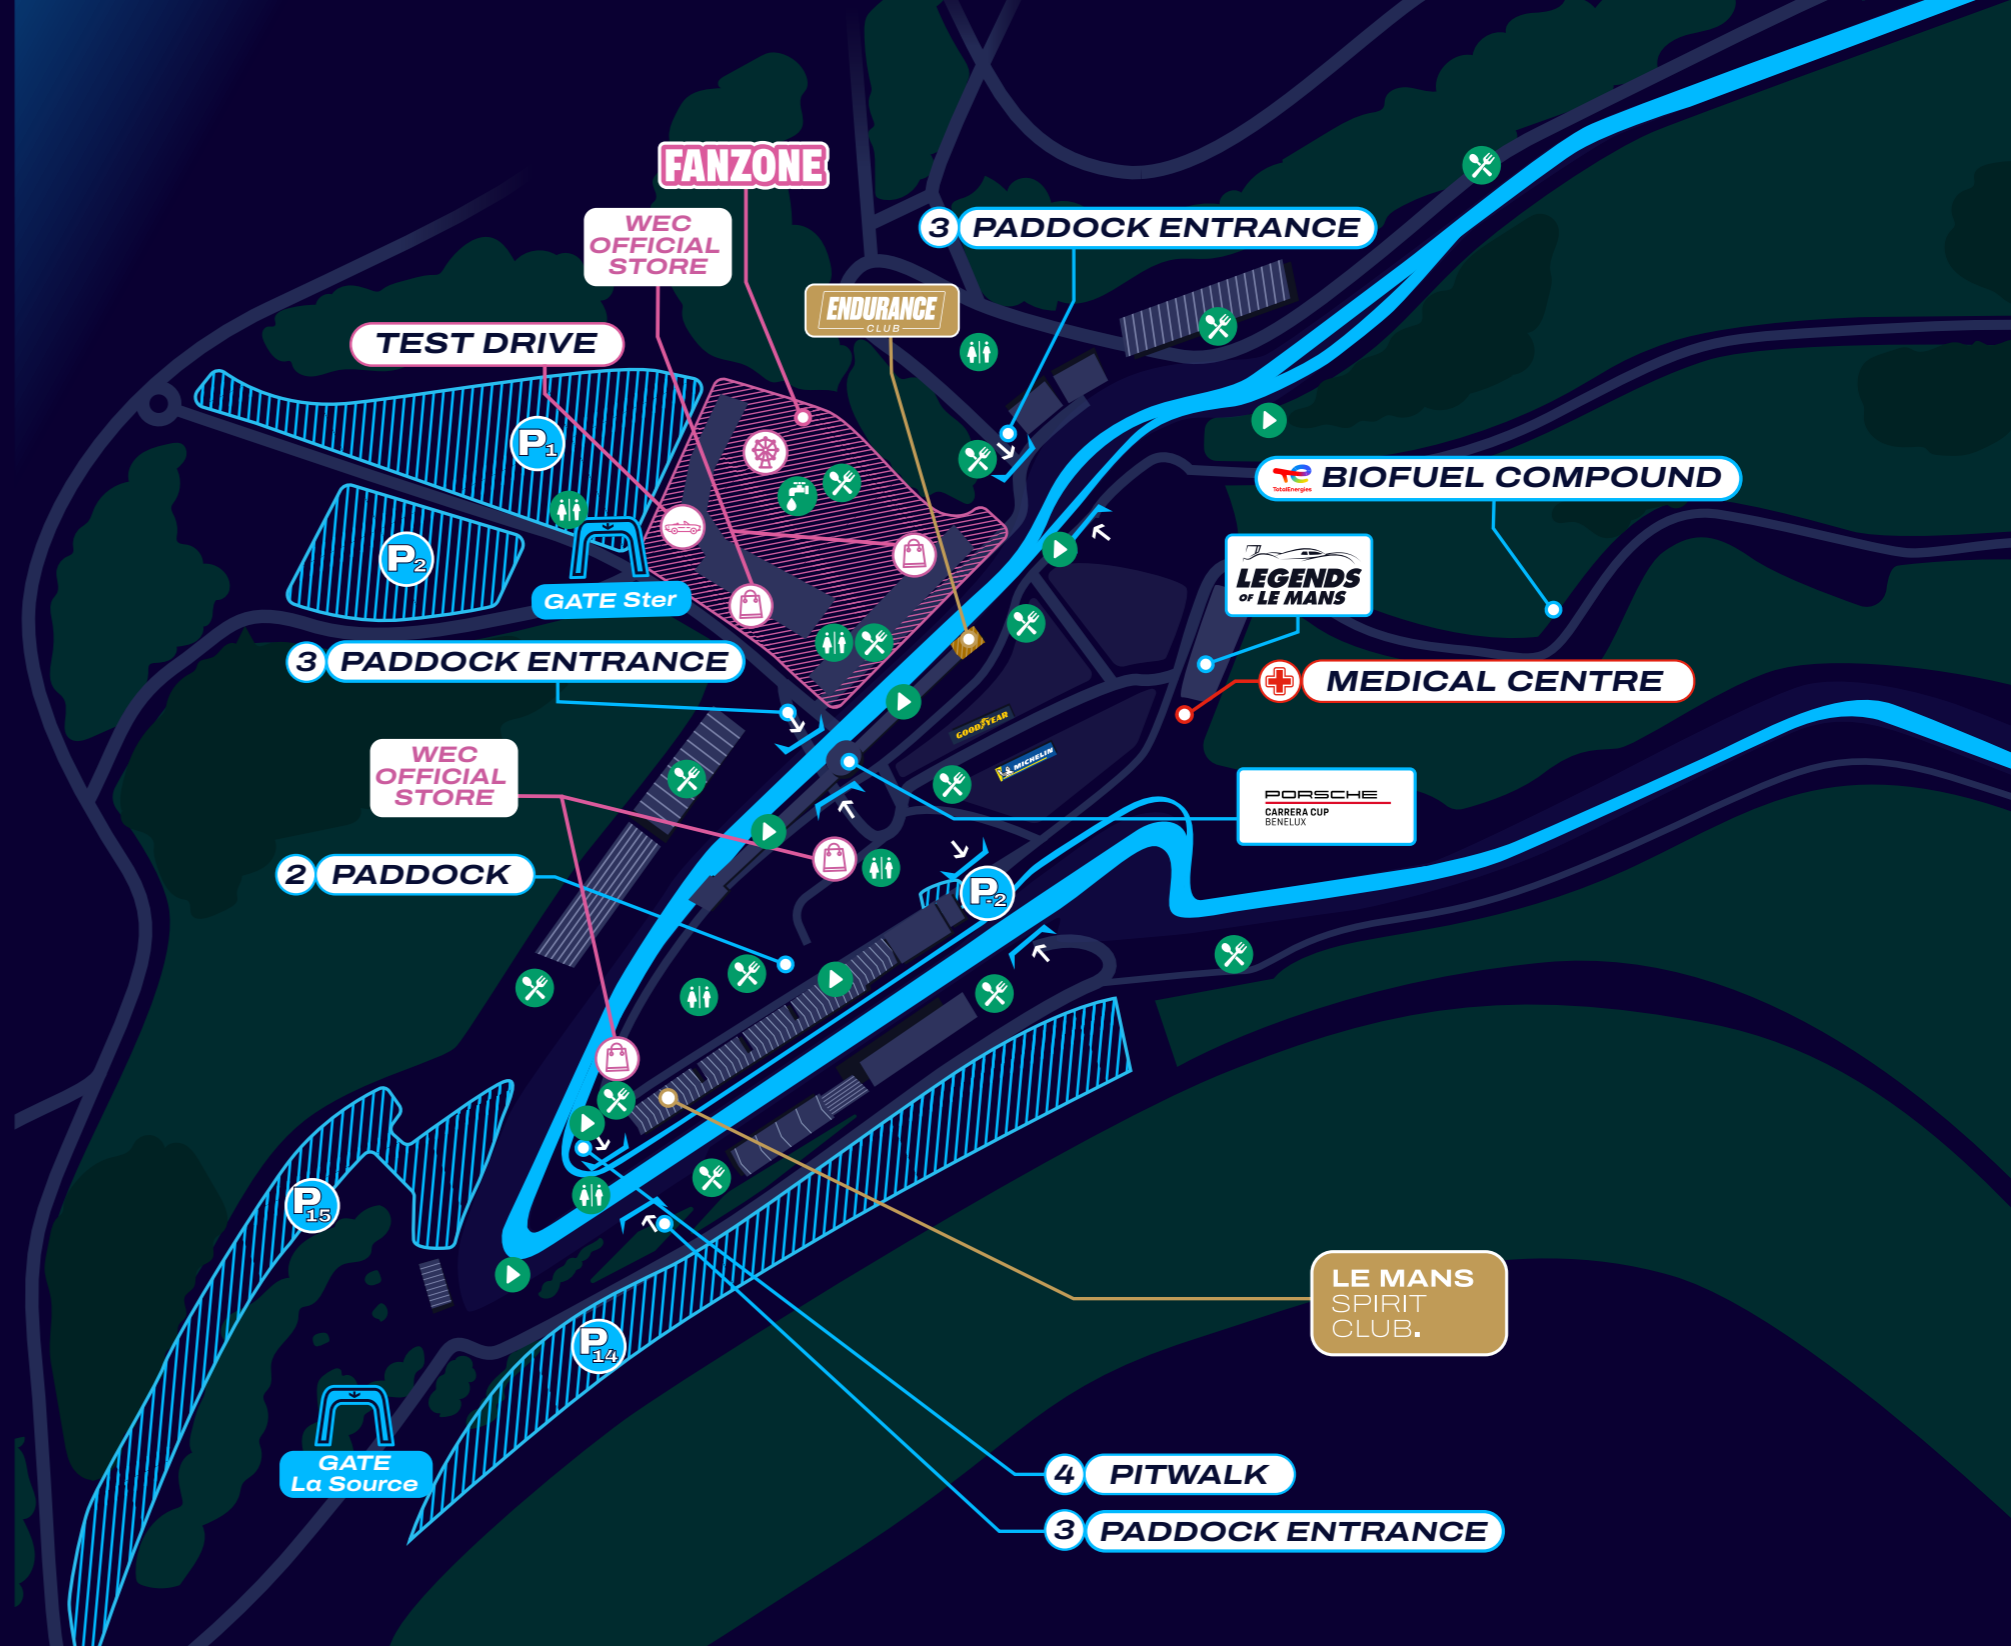 FANZONE
WEC
OFFICIAL
STORE
3 PADDOCK ENTRANCE
ENDURANCE
CLUB
TEST DRIVE
P1
TotalEnergies
BIOFUEL COMPOUND
P2
LEGENDS
OF LE MANS
GATE Ster
3 PADDOCK ENTRANCE
MEDICAL CENTRE
GOODYEAR
MICHELIN
WEC
OFFICIAL
STORE
PORSCHE
CARRERA CUP
BENELUX
2 PADDOCK
P-2
P15
LE MANS
SPIRIT
CLUB.
P14
GATE
La Source
4 PITWALK
3 PADDOCK ENTRANCE